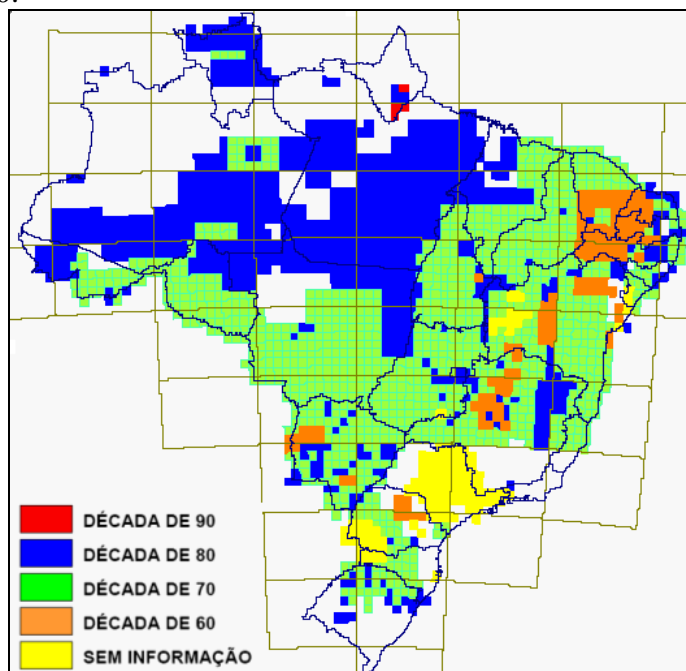 DÉCADA DE 90
DÉCADA DE 80
DÉCADA DE 70
DÉCADA DE 60
SEM INFORMAÇÃO